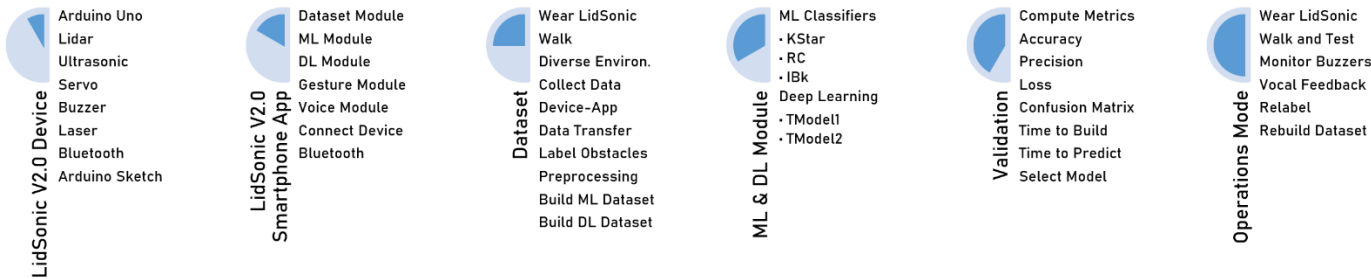 LidSonic V2.0 Device
Arduino Uno
Lidar
Ultrasonic
Servo
Buzzer
Laser
Bluetooth
Arduino Sketch
LidSonic V2.0
Smartphone App
Dataset Module
ML Module
DL Module
Gesture Module
Voice Module
Connect Device
Bluetooth
Dataset
Wear LidSonic
Walk
Diverse Environ.
Collect Data
Device-App
Data Transfer
Label Obstacles
Preprocessing
Build ML Dataset
Build DL Dataset
ML & DL Module
ML Classifiers
• KStar
• RC
• IBk
Deep Learning
• TModel1
• TModel2
Validation
Compute Metrics
Accuracy
Precision
Loss
Confusion Matrix
Time to Build
Time to Predict
Select Model
Operations Mode
Wear LidSonic
Walk and Test
Monitor Buzzers
Vocal Feedback
Relabel
Rebuild Dataset